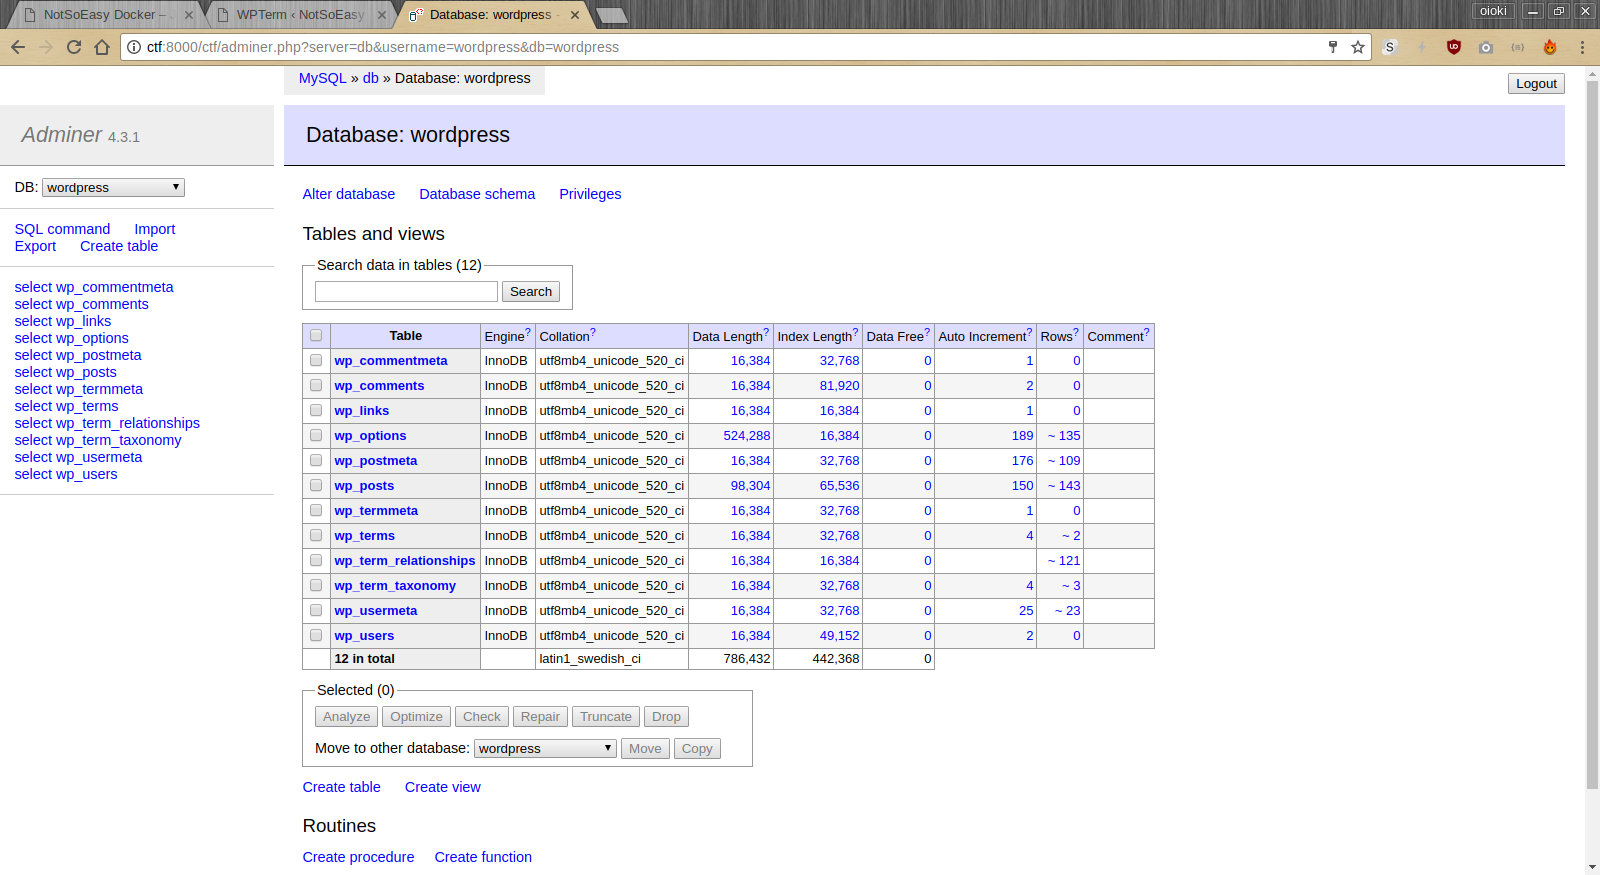 NotSoEasy Docker –
WPTerm ‹ NotSoEasy
Database: wordpress -
oioki
ctf:8000/ctf/adminer.php?server=db&username=wordpress&db=wordpress
MySQL » db » Database: wordpress
Logout
Adminer 4.3.1
Database: wordpress
DB: wordpress
Alter database Database schema Privileges
SQL command Import
Export Create table
select wp_commentmeta
select wp_comments
select wp_links
select wp_options
select wp_postmeta
select wp_posts
select wp_termmeta
select wp_terms
select wp_term_relationships
select wp_term_taxonomy
select wp_usermeta
select wp_users
Tables and views
Search data in tables (12)
Search
Table Engine? Collation? Data Length? Index Length? Data Free? Auto Increment? Rows? Comment?
wp_commentmeta InnoDB utf8mb4_unicode_520_ci 16,384 32,768 0 1 0
wp_comments InnoDB utf8mb4_unicode_520_ci 16,384 81,920 0 2 0
wp_links InnoDB utf8mb4_unicode_520_ci 16,384 16,384 0 1 0
wp_options InnoDB utf8mb4_unicode_520_ci 524,288 16,384 0 189 ~ 135
wp_postmeta InnoDB utf8mb4_unicode_520_ci 16,384 32,768 0 176 ~ 109
wp_posts InnoDB utf8mb4_unicode_520_ci 98,304 65,536 0 150 ~ 143
wp_termmeta InnoDB utf8mb4_unicode_520_ci 16,384 32,768 0 1 0
wp_terms InnoDB utf8mb4_unicode_520_ci 16,384 32,768 0 4 ~ 2
wp_term_relationships InnoDB utf8mb4_unicode_520_ci 16,384 16,384 0 ~ 121
wp_term_taxonomy InnoDB utf8mb4_unicode_520_ci 16,384 32,768 0 4 ~ 3
wp_usermeta InnoDB utf8mb4_unicode_520_ci 16,384 32,768 0 25 ~ 23
wp_users InnoDB utf8mb4_unicode_520_ci 16,384 49,152 0 2 0
12 in total latin1_swedish_ci 786,432 442,368 0
Selected (0)
Analyze Optimize Check Repair Truncate Drop
Move to other database: wordpress Move Copy
Create table Create view
Routines
Create procedure Create function